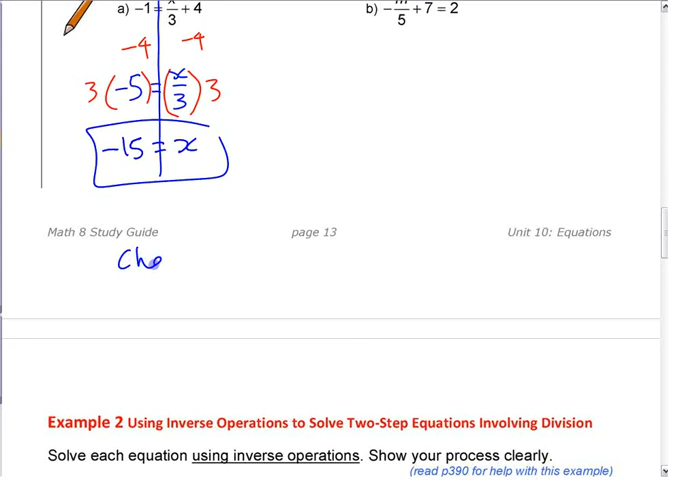 a) -1 = x/3 + 4
b) - m/5 + 7 = 2
-4 -4
3 (-5) = (x/3) 3
-15 = x
Math 8 Study Guide page 13 Unit 10: Equations
Che
Example 2 Using Inverse Operations to Solve Two-Step Equations Involving Division
Solve each equation using inverse operations. Show your process clearly.
(read p390 for help with this example)